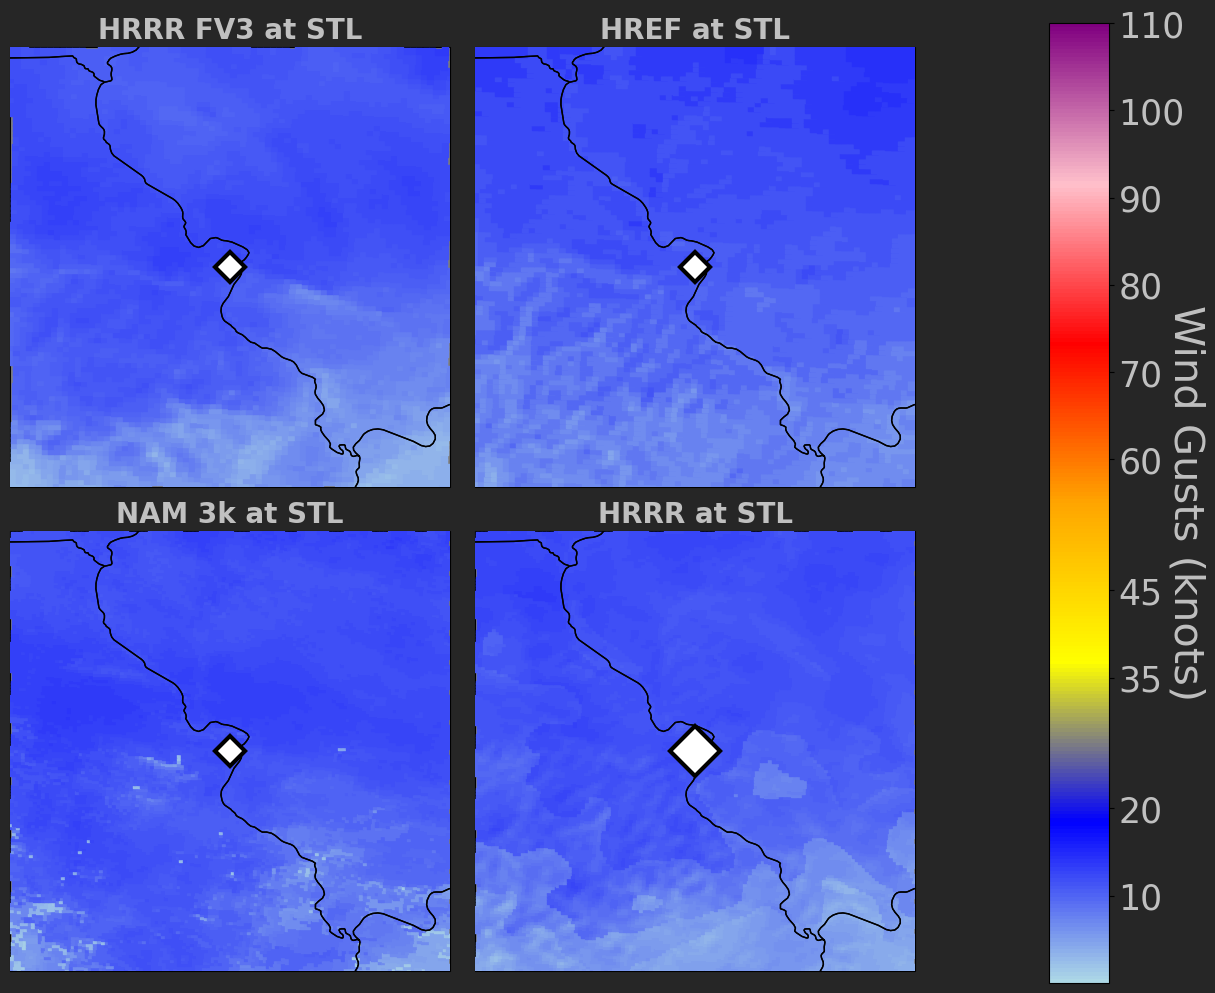 HRRR FV3 at STL
HREF at STL
NAM 3k at STL
HRRR at STL
110
100
90
80
70
60
45
35
20
10
Wind Gusts (knots)